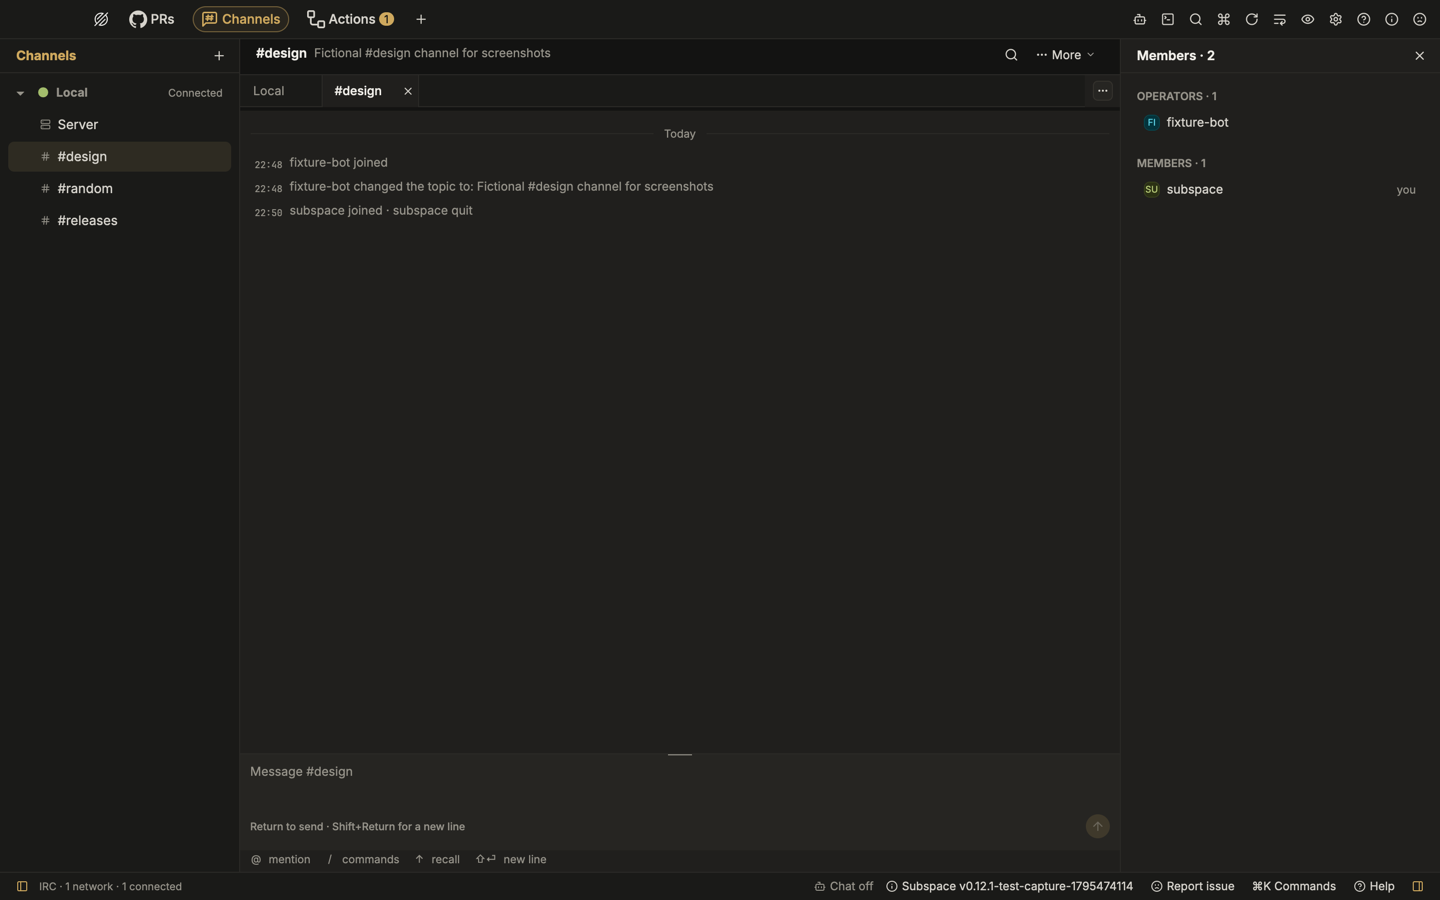 PRs
Channels
Actions 1
Channels
Local Connected
Server
#design
#random
#releases
#design Fictional #design channel for screenshots
More
Local
#design
Today
22:48 fixture-bot joined
22:48 fixture-bot changed the topic to: Fictional #design channel for screenshots
22:50 subspace joined · subspace quit
Message #design
Return to send · Shift+Return for a new line
@ mention / commands ↑ recall ⇧⏎ new line
Members · 2
OPERATORS · 1
FI fixture-bot
MEMBERS · 1
SU subspace you
IRC · 1 network · 1 connected
Chat off
Subspace v0.12.1-test-capture-1795474114
Report issue
⌘K Commands
Help